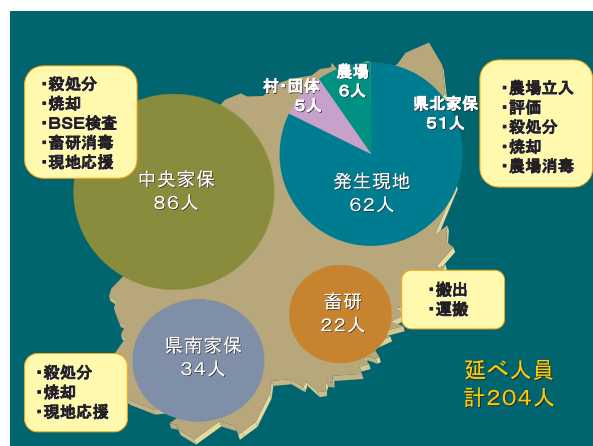 ・殺処分
・焼却
・BSE検査
・畜研消毒
・現地応援
中央家保
86人
村・団体
5人
農場
6人
県北家保
51人
発生現地
62人
・農場立入
・評価
・殺処分
・焼却
・農場消毒
畜研
22人
・搬出
・運搬
県南家保
34人
・殺処分
・焼却
・現地応援
延べ人員
計204人